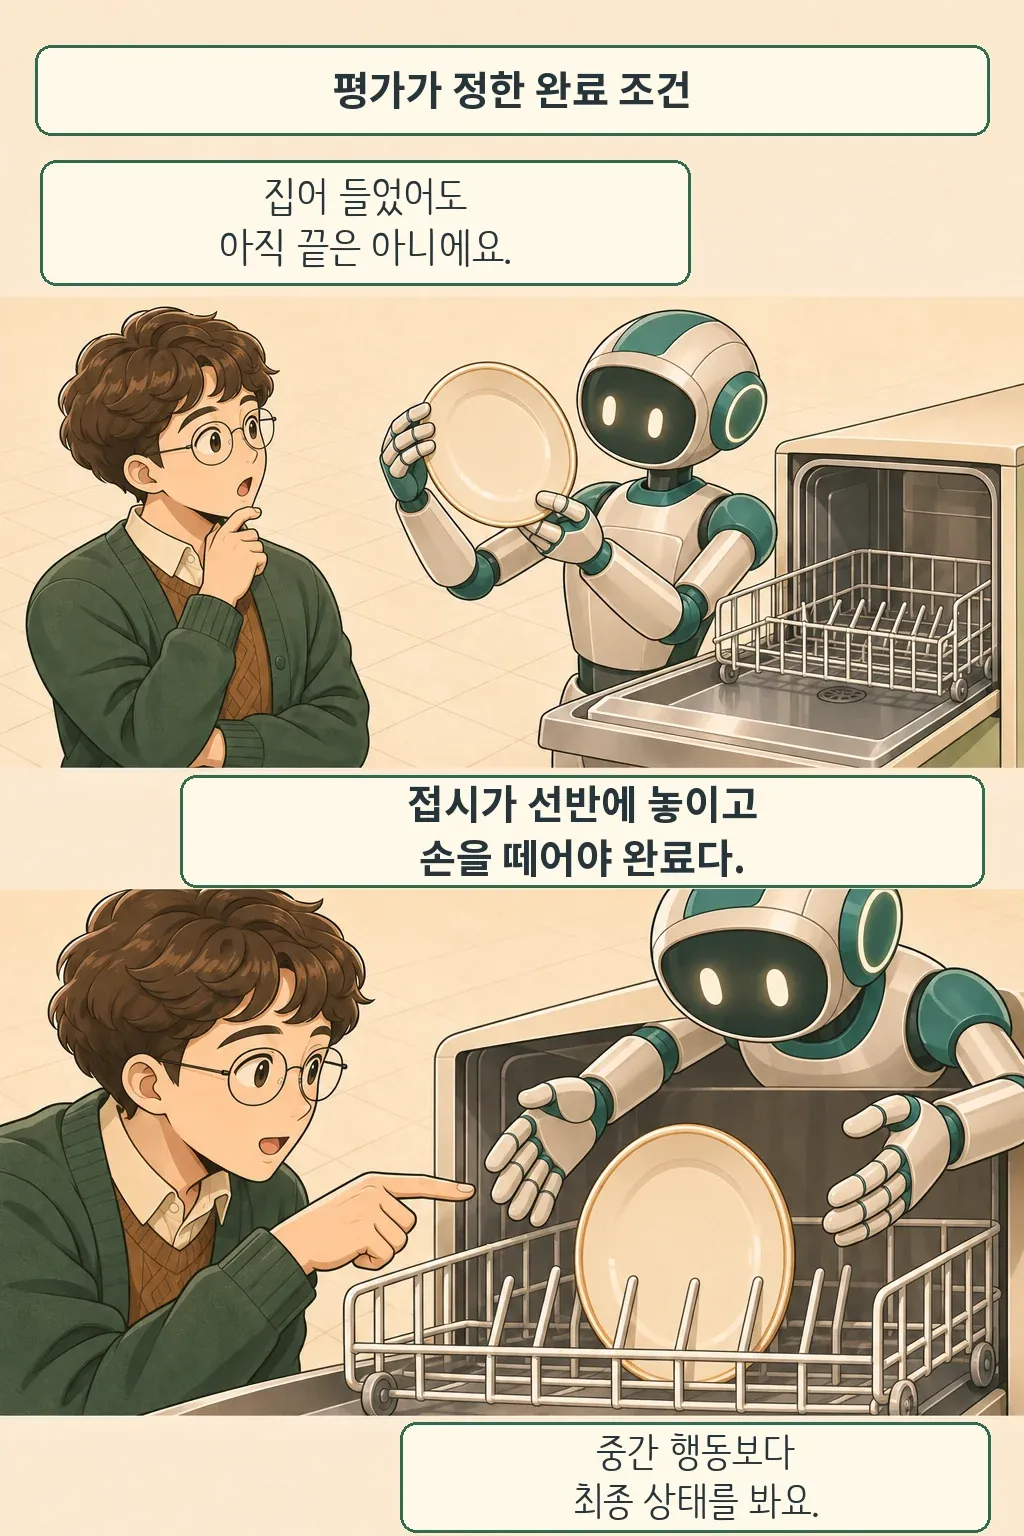 평가가 정한 완료 조건
집어 들었어도
아직 끝은 아니에요.
접시가 선반에 놓이고
손을 떼어야 완료다.
중간 행동보다
최종 상태를 봐요.